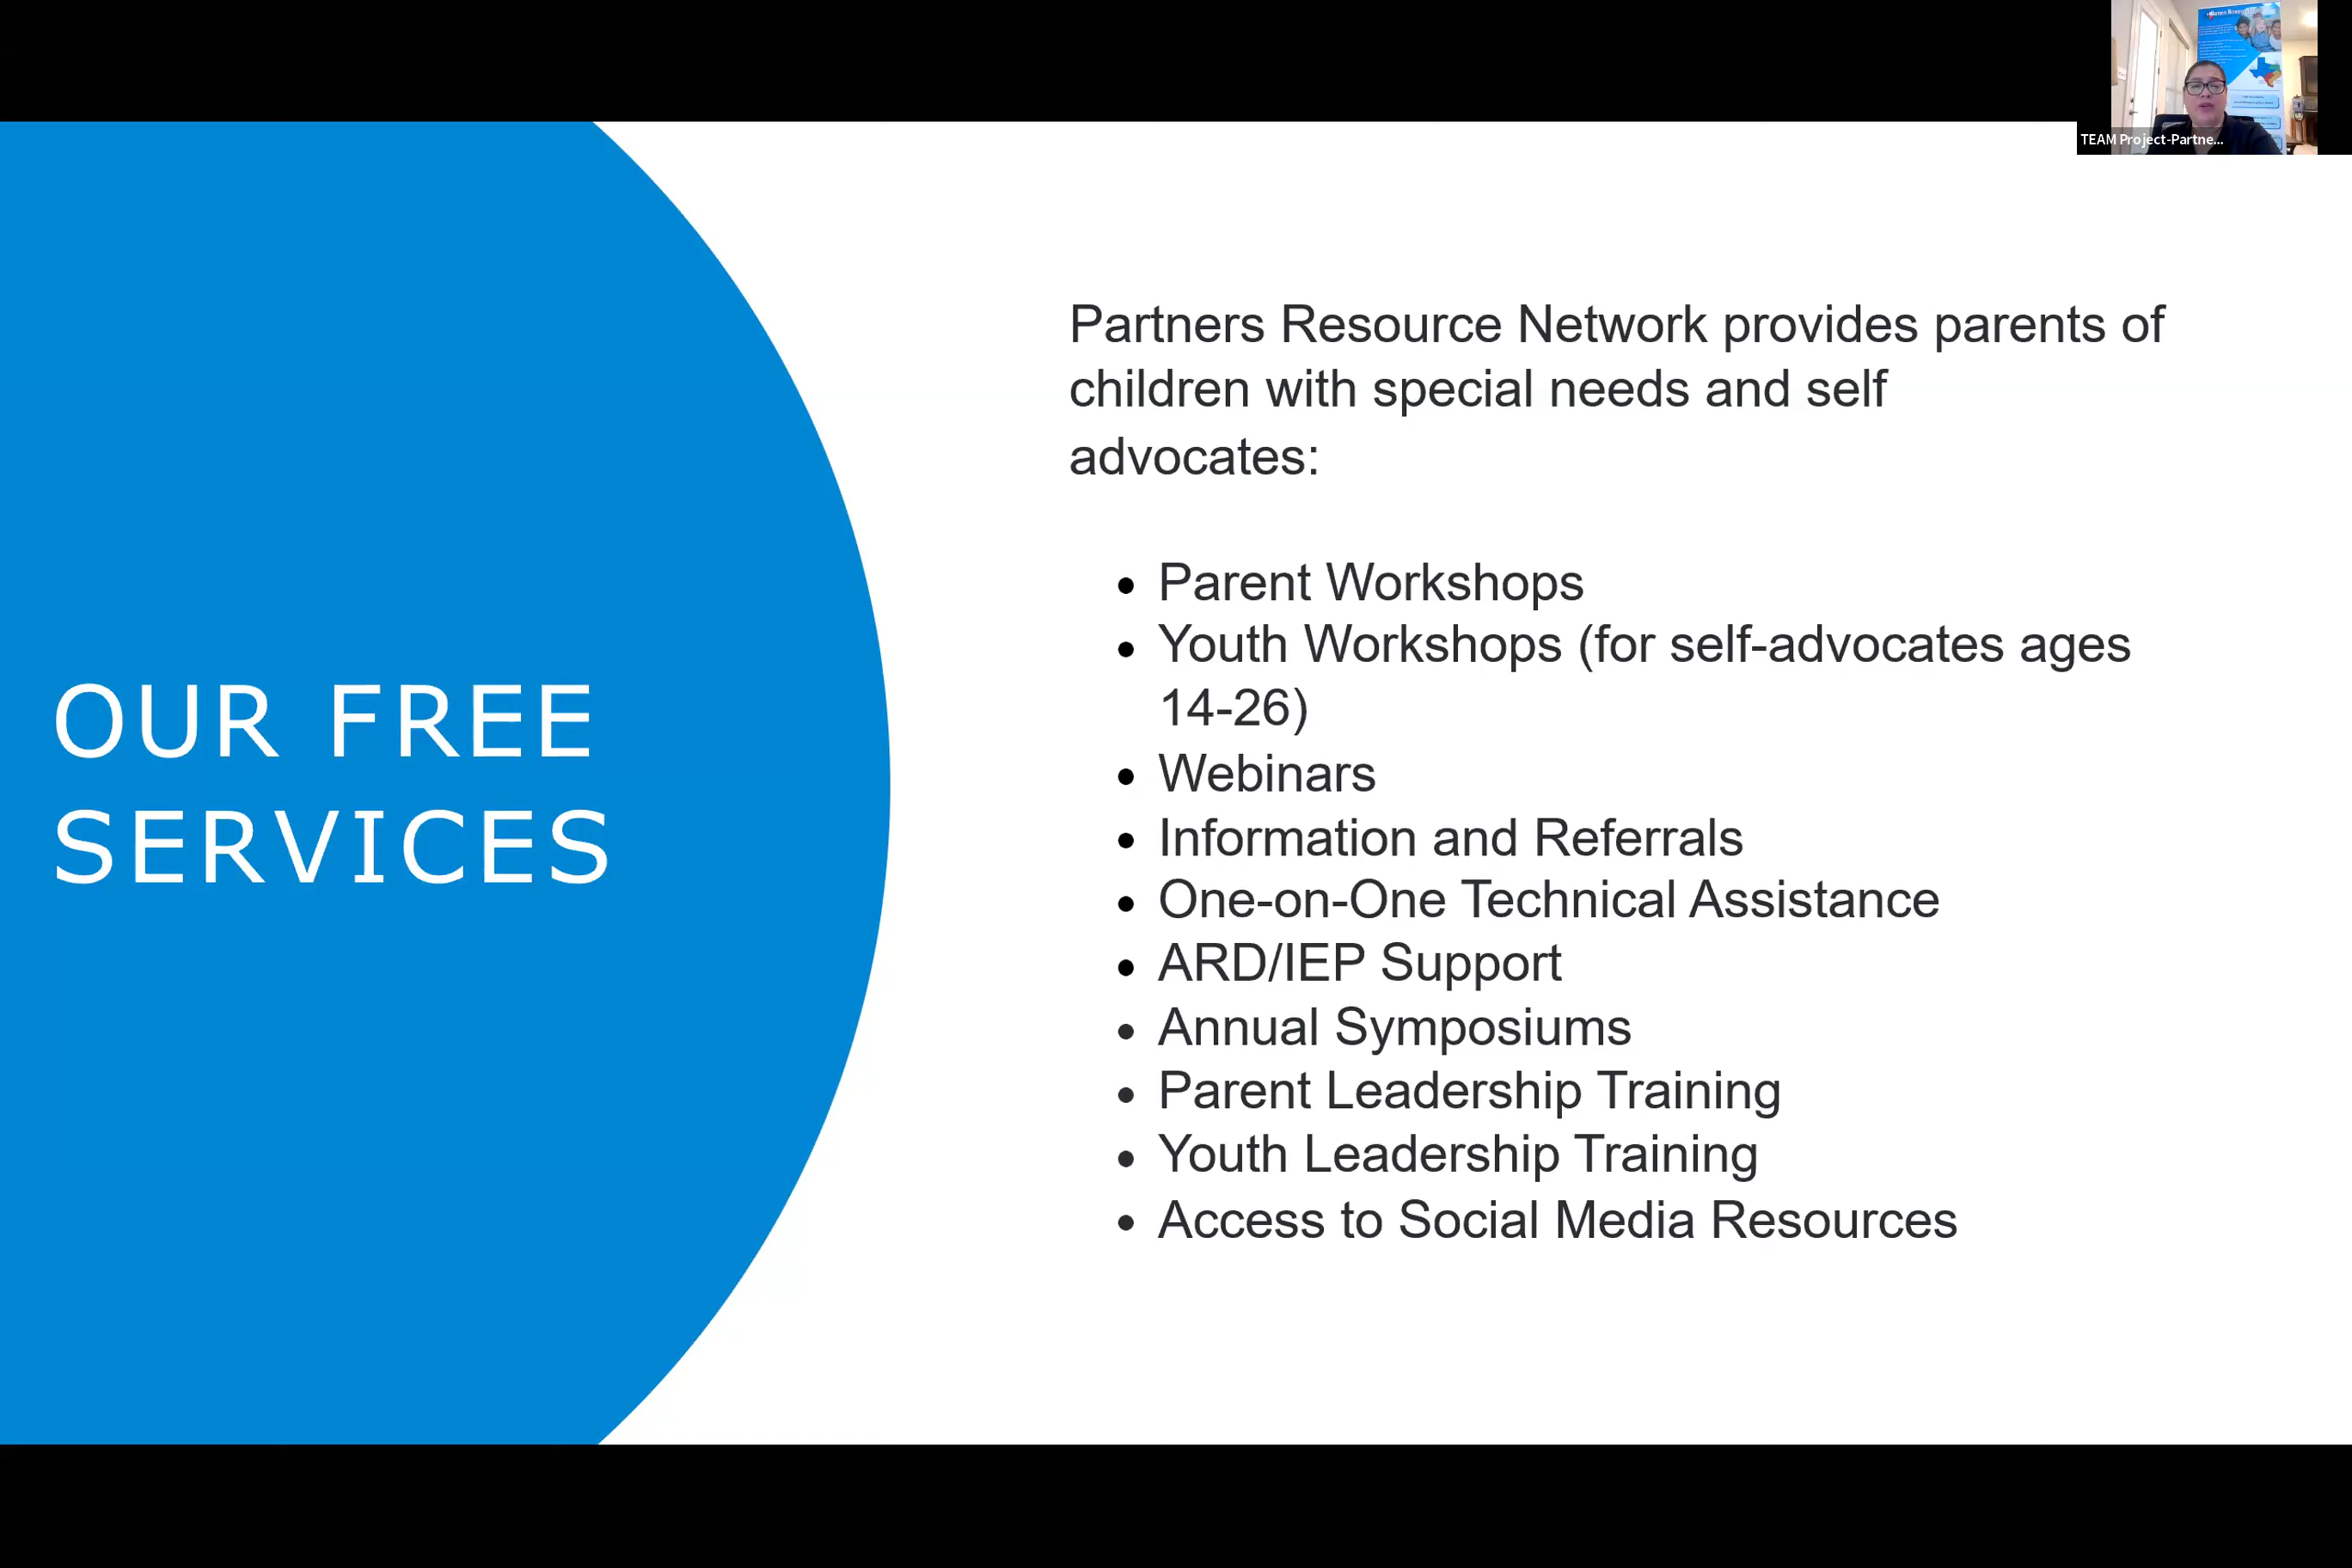 TEAM Project-Partne...
Partners Resource Network provides parents of
children with special needs and self
advocates:
OUR FREE
SERVICES
• Parent Workshops
• Youth Workshops (for self-advocates ages
14-26)
• Webinars
• Information and Referrals
• One-on-One Technical Assistance
• ARD/IEP Support
• Annual Symposiums
• Parent Leadership Training
• Youth Leadership Training
• Access to Social Media Resources